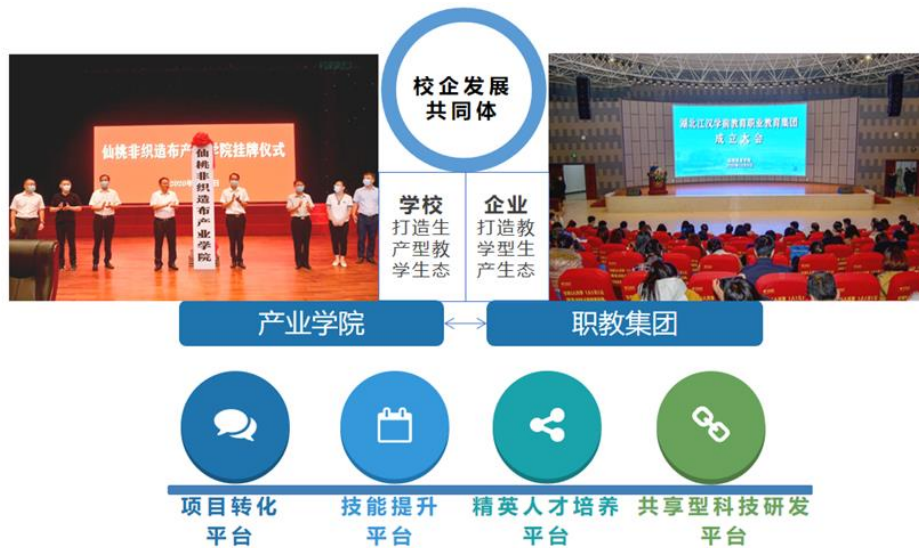 校企发展
共同体
仙桃非织造布产
学院挂牌仪式
仙桃非织造布产业学院
湖北江汉学前教育职业教育集团
成立大会
学校
打造生
产型教
学生态
企业
打造教
学型生
产生态
产业学院
职教集团
项目转化
平台
技能提升
平台
精英人才培养
平台
共享型科技研发
平台